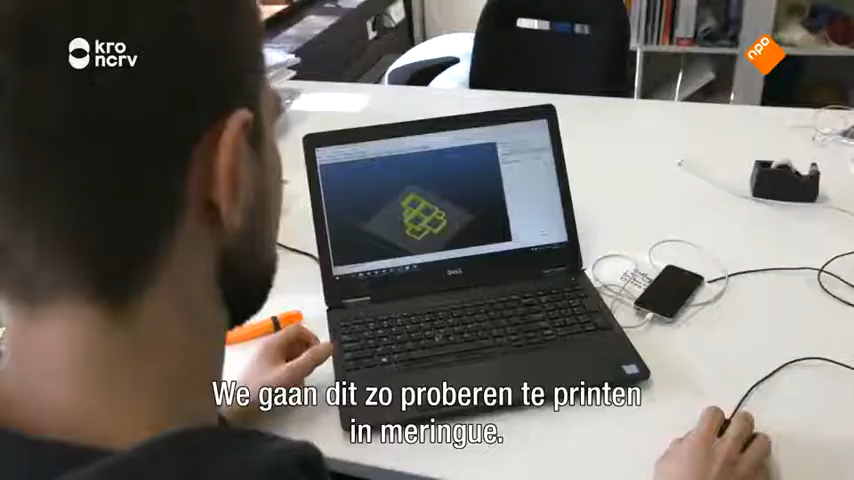 kro
ncrv
npo
DELL
We gaan dit zo proberen te printen
in meringue.